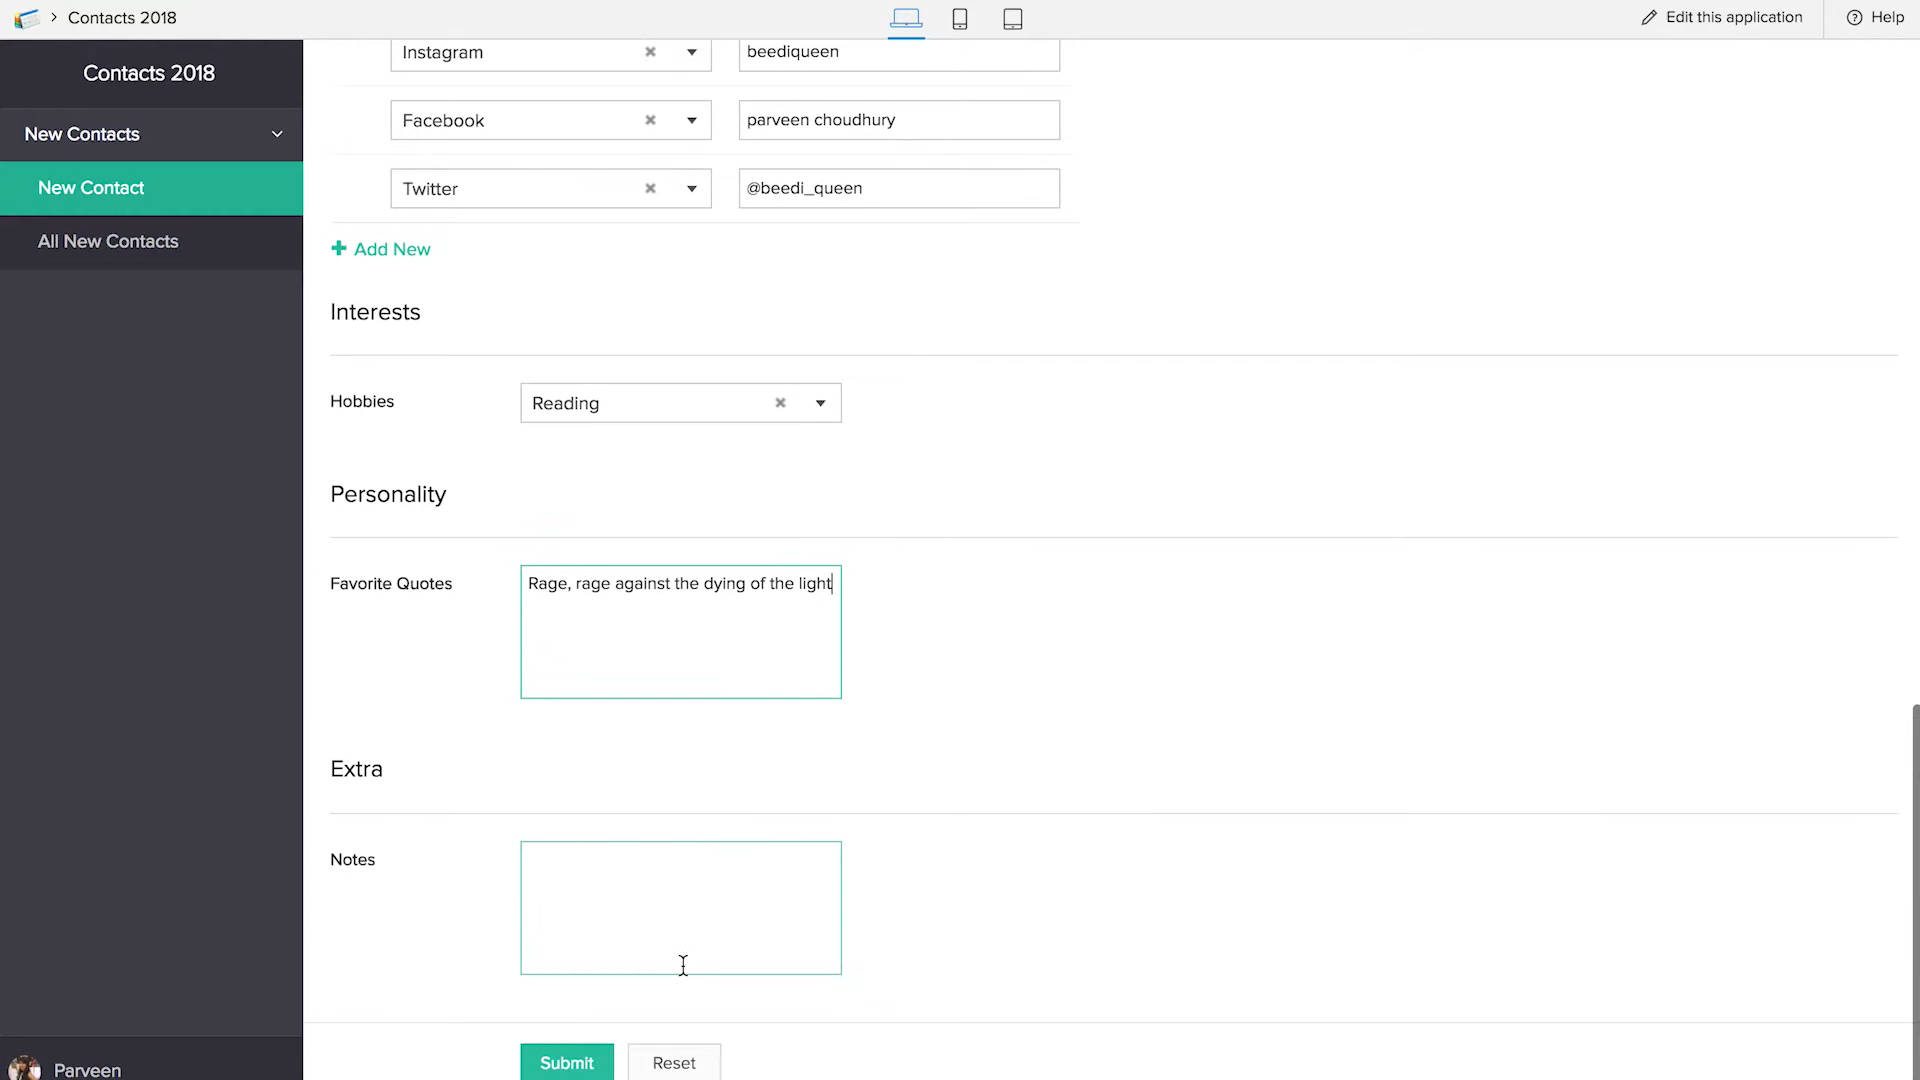 Contacts 2018
Edit this application
Help
Contacts 2018
New Contacts
New Contact
All New Contacts
Parveen
Instagram
beediqueen
Facebook
parveen choudhury
Twitter
@beedi_queen
Add New
Interests
Hobbies
Reading
Personality
Favorite Quotes
Rage, rage against the dying of the light
Extra
Notes
Submit
Reset